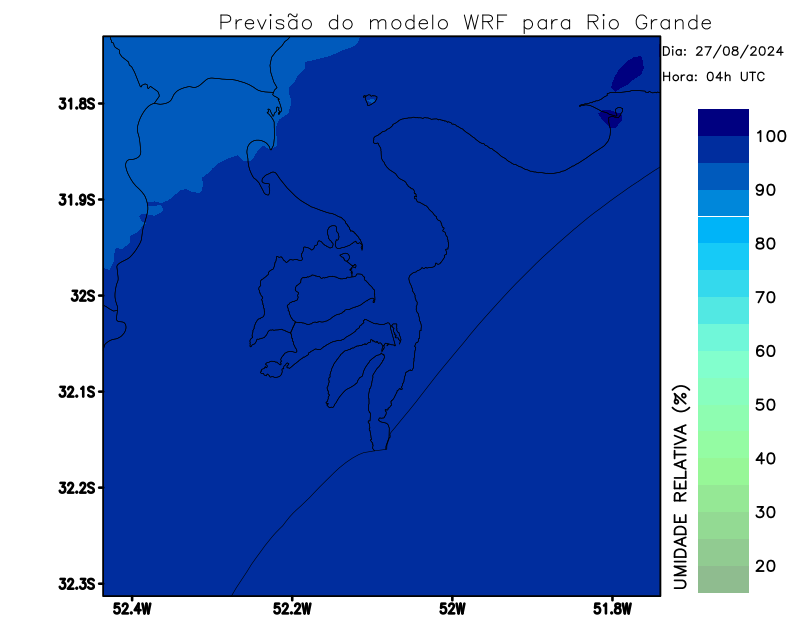 Previsão do modelo WRF para Rio Grande
Dia: 27/08/2024
Hora: 04h UTC
31.8S
31.9S
32S
32.1S
32.2S
32.3S
52.4W
52.2W
52W
51.8W
100
90
80
70
60
50
40
30
20
UMIDADE RELATIVA (%)